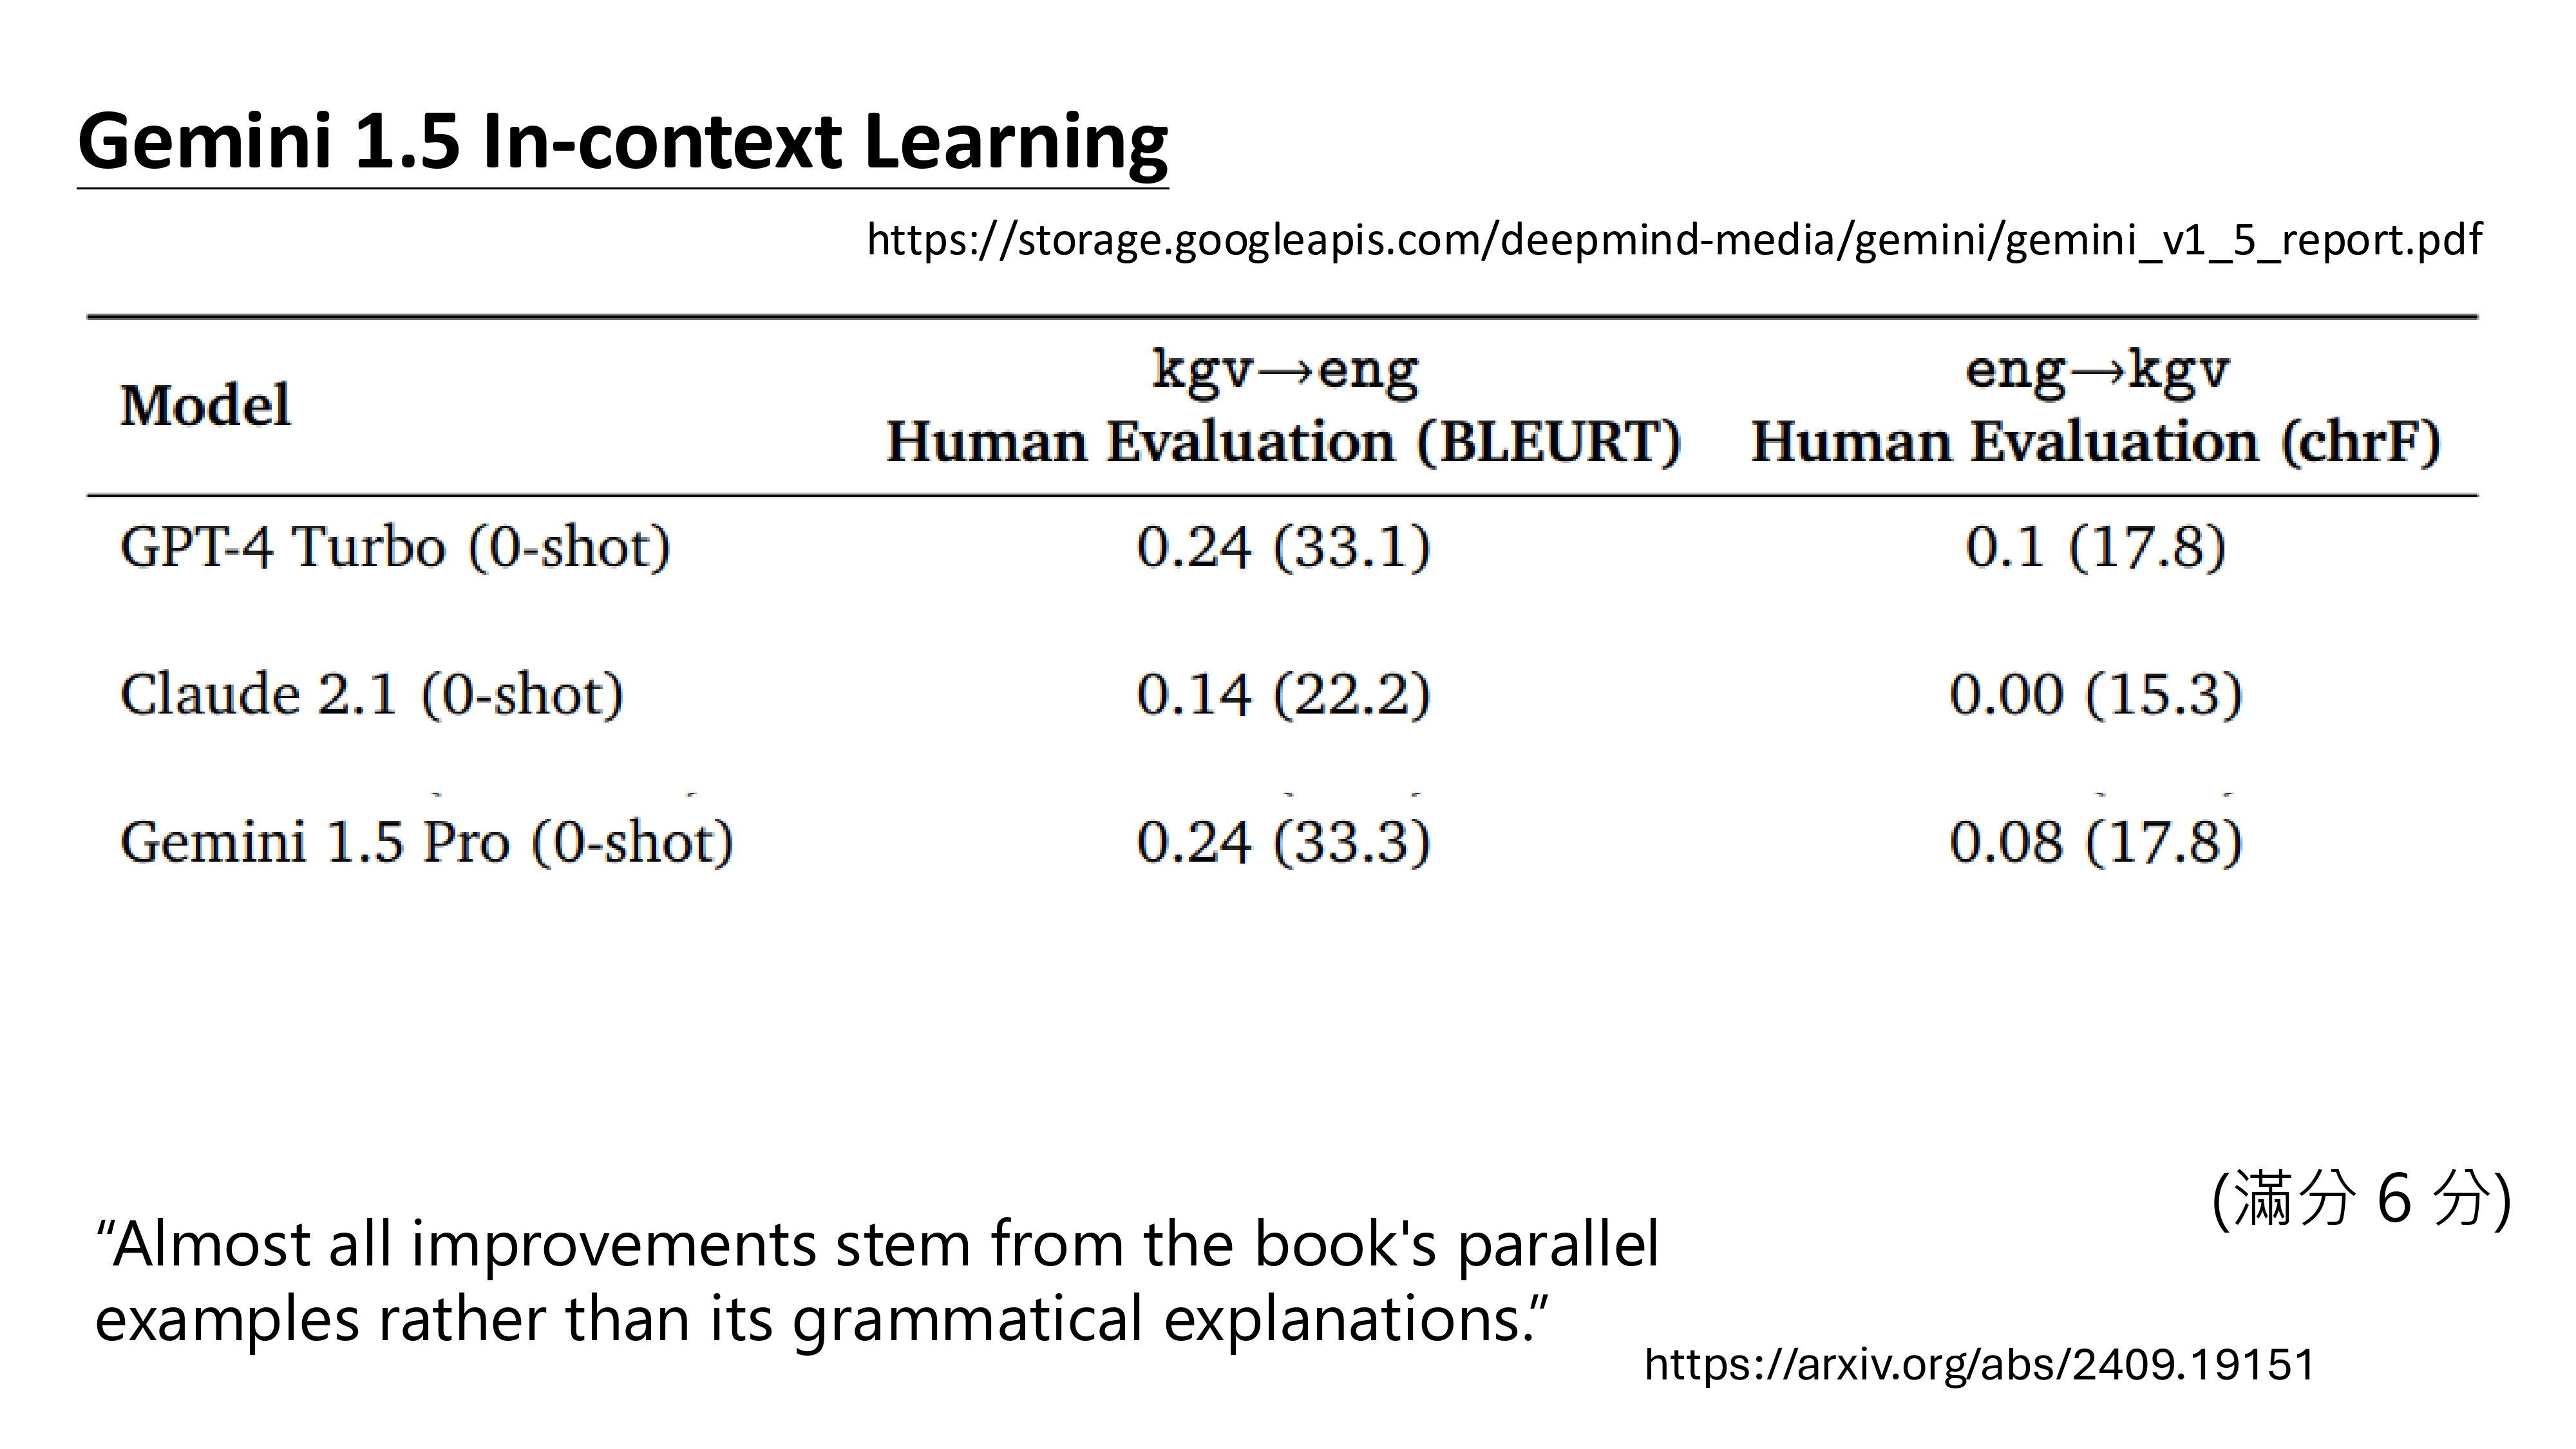 Gemini 1.5 In-context Learning
https://storage.googleapis.com/deepmind-media/gemini/gemini_v1_5_report.pdf
Model
kgv→eng
Human Evaluation (BLEURT)
eng→kgv
Human Evaluation (chrF)
GPT-4 Turbo (0-shot) 0.24 (33.1) 0.1 (17.8)
Claude 2.1 (0-shot) 0.14 (22.2) 0.00 (15.3)
Gemini 1.5 Pro (0-shot) 0.24 (33.3) 0.08 (17.8)
(滿分 6 分)
“Almost all improvements stem from the book's parallel
examples rather than its grammatical explanations.”
https://arxiv.org/abs/2409.19151